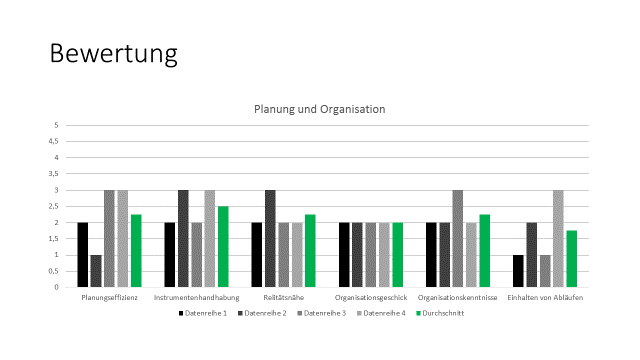 Bewertung
Planung und Organisation
5
4,5
4
3,5
3
2,5
2
1,5
1
0,5
0
Planungseffizienz Instrumentenhandhabung Relitätsnähe Organisationsgeschick Organisationskenntnisse Einhalten von Abläufen
Datenreihe 1 Datenreihe 2 Datenreihe 3 Datenreihe 4 Durchschnitt